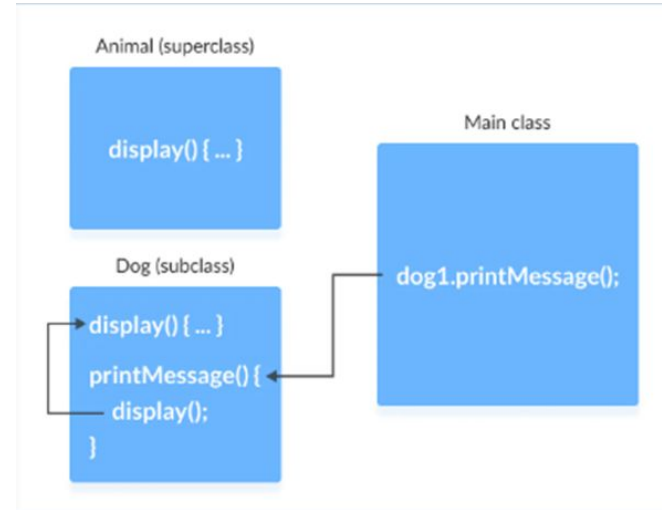 Animal (superclass)
display() { ... }
Dog (subclass)
display() { ... }
printMessage() {
display();
}
Main class
dog1.printMessage();